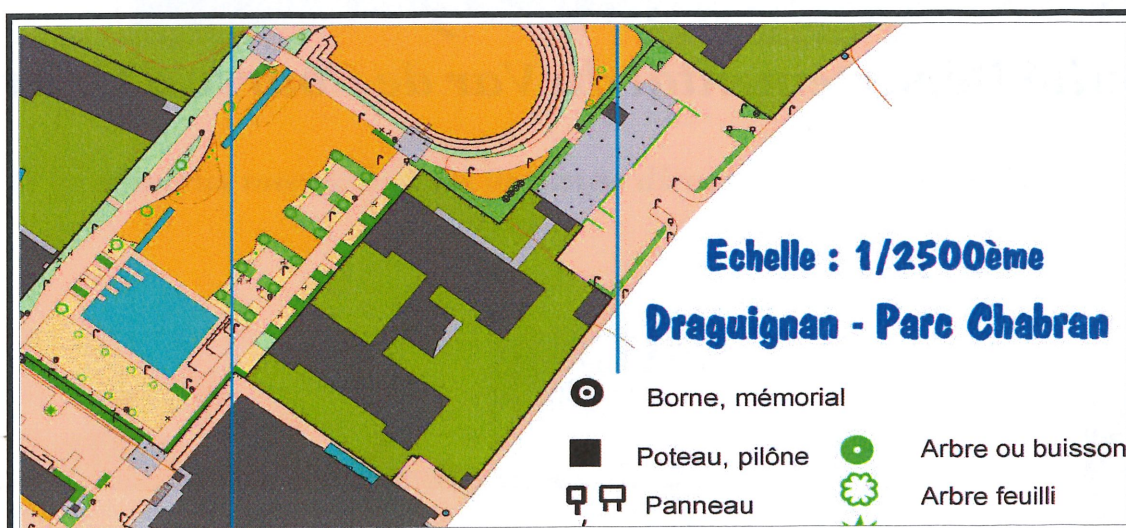 Echelle : 1/2500ème
Draguignan - Parc Chabran
Borne, mémorial
Poteau, pilône
Arbre ou buisson
Panneau
Arbre feuilli